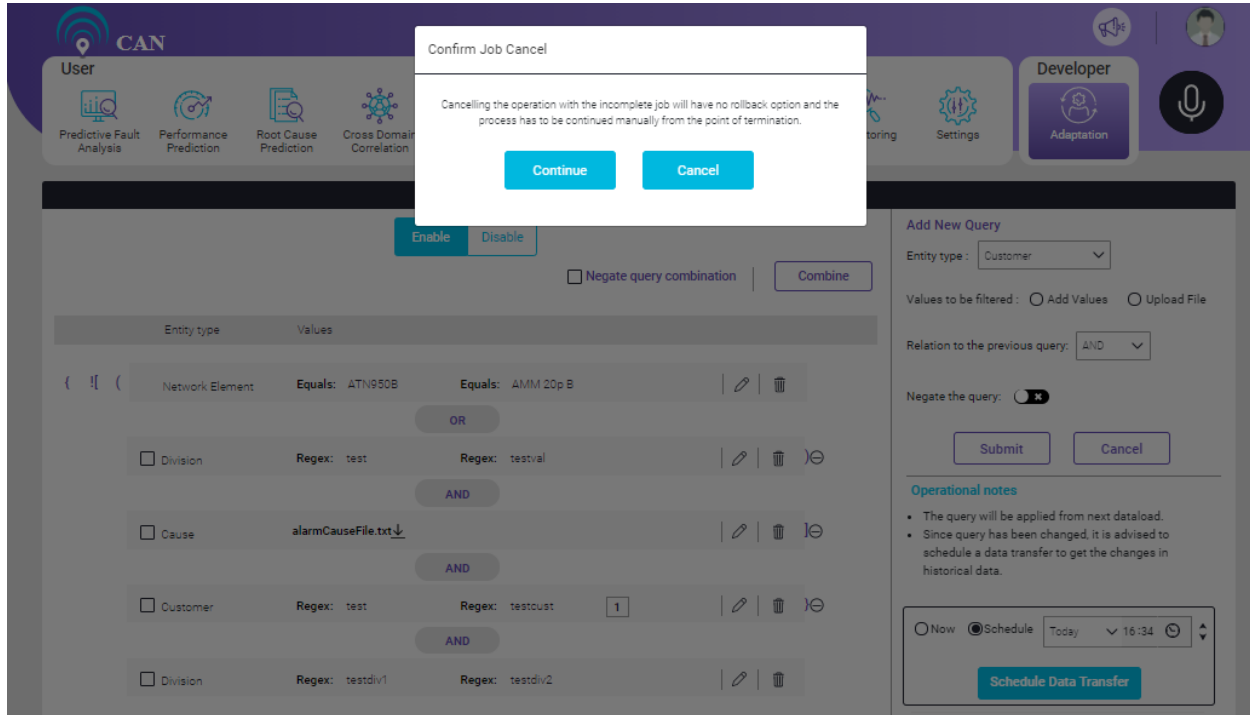 CAN
User
Developer
Predictive Fault
Analysis
Performance
Prediction
Root Cause
Prediction
Cross Domain
Correlation
Settings
Adaptation
Confirm Job Cancel
Cancelling the operation with the incomplete job will have no rollback option and the
process has to be continued manually from the point of termination.
Continue Cancel
Enable Disable
Negate query combination Combine
Entity type Values
{ ![ ( Network Element Equals: ATN950B Equals: AMM 20p B
OR
Division Regex: test Regex: testval )
AND
Cause alarmCauseFile.txt ]
AND
Customer Regex: test Regex: testcust 1 }
AND
Division Regex: testdiv1 Regex: testdiv2
Add New Query
Entity type : Customer
Values to be filtered : Add Values Upload File
Relation to the previous query: AND
Negate the query:
Submit Cancel
Operational notes
• The query will be applied from next dataload.
• Since query has been changed, it is advised to
schedule a data transfer to get the changes in
historical data.
Now Schedule Today 16:34
Schedule Data Transfer